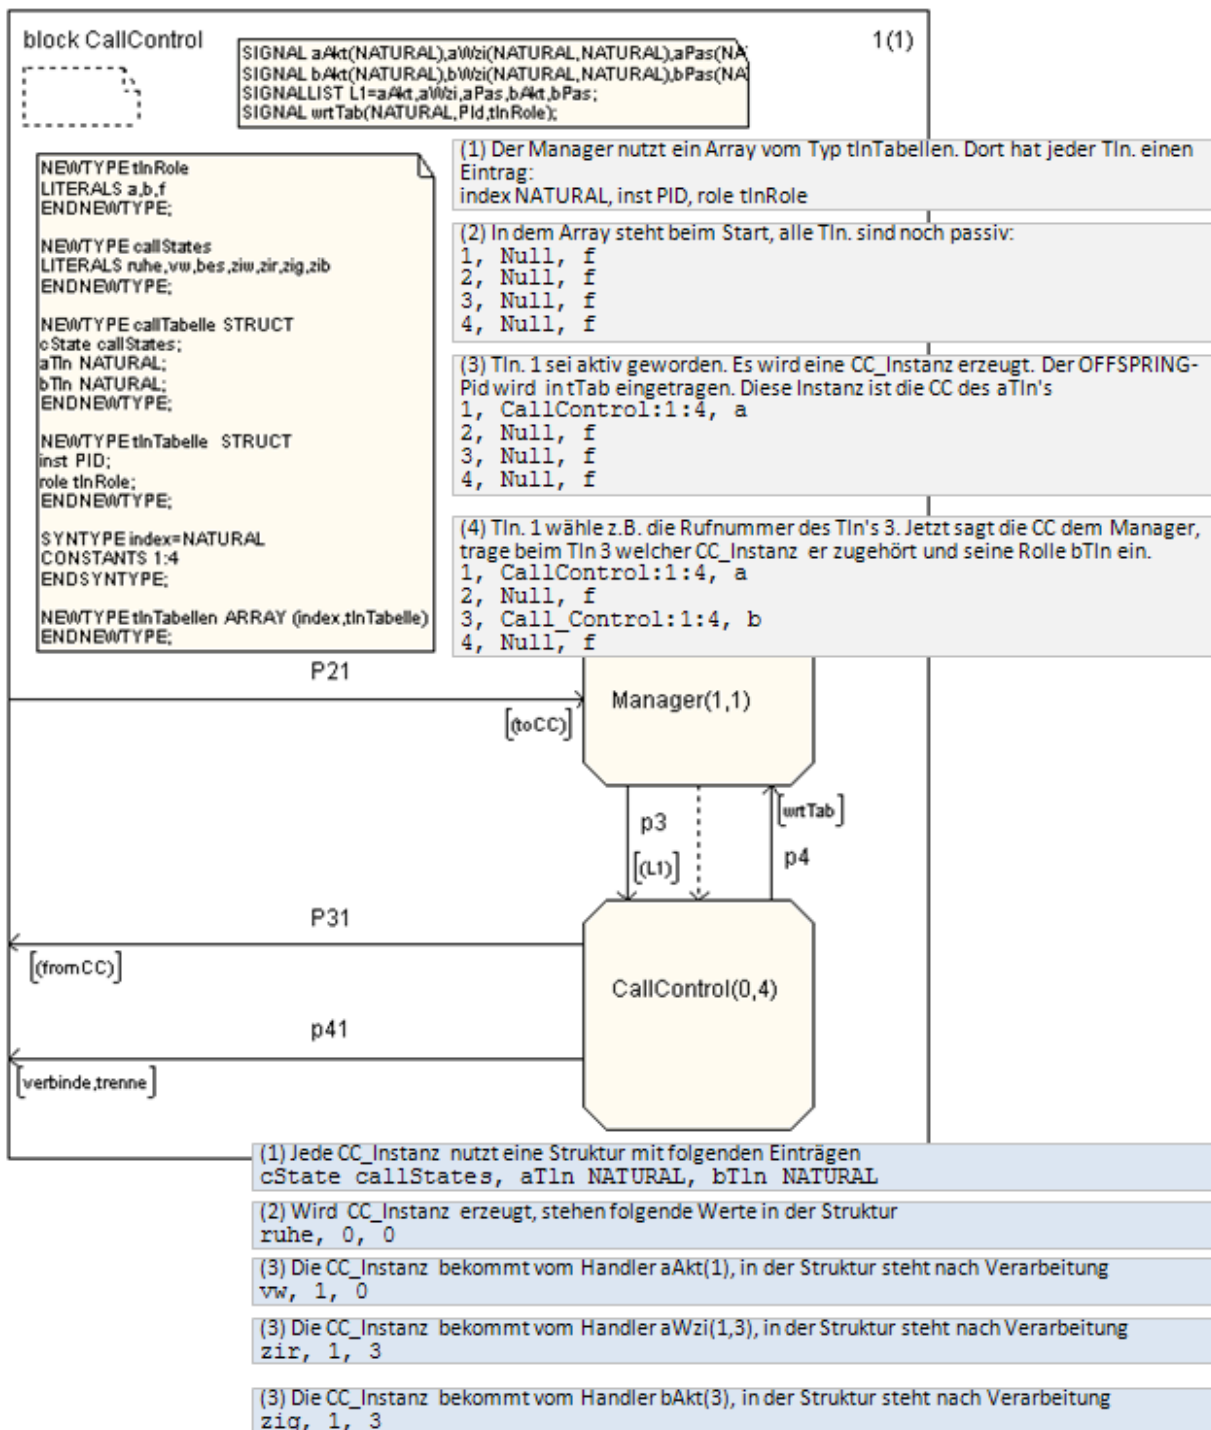 block CallControl
1(1)
SIGNAL aAkt(NATURAL),aWzi(NATURAL,NATURAL),aPas(NA
SIGNAL bAkt(NATURAL),bWzi(NATURAL,NATURAL),bPas(NA
SIGNALLIST L1=aAkt,aWzi,aPas,bAkt,bPas;
SIGNAL wrtTab(NATURAL,PId,tlnRole);
NEWTYPE tlnRole
LITERALS a,b,f
ENDNEWTYPE;
NEWTYPE callStates
LITERALS ruhe,vw,bes,ziw,zir,zig,zib
ENDNEWTYPE;
NEWTYPE callTabelle STRUCT
cState callStates;
aTln NATURAL;
bTln NATURAL;
ENDNEWTYPE;
NEWTYPE tlnTabelle STRUCT
inst PID;
role tlnRole;
ENDNEWTYPE;
SYNTYPE index=NATURAL
CONSTANTS 1:4
ENDSYNTYPE;
NEWTYPE tlnTabellen ARRAY (index,tlnTabelle)
ENDNEWTYPE;
(1) Der Manager nutzt ein Array vom Typ tlnTabellen. Dort hat jeder Tln. einen
Eintrag:
index NATURAL, inst PID, role tlnRole
(2) In dem Array steht beim Start, alle Tln. sind noch passiv:
1, Null, f
2, Null, f
3, Null, f
4, Null, f
(3) Tln. 1 sei aktiv geworden. Es wird eine CC_Instanz erzeugt. Der OFFSPRING-
Pid wird in tTab eingetragen. Diese Instanz ist die CC des aTln's
1, CallControl:1:4, a
2, Null, f
3, Null, f
4, Null, f
(4) Tln. 1 wähle z.B. die Rufnummer des Tln's 3. Jetzt sagt die CC dem Manager,
trage beim Tln 3 welcher CC_Instanz er zugehört und seine Rolle bTln ein.
1, CallControl:1:4, a
2, Null, f
3, Call_Control:1:4, b
4, Null, f
P21
[(toCC)]
Manager(1,1)
p3
[(L1)]
[wrtTab]
p4
P31
[(fromCC)]
CallControl(0,4)
p41
[verbinde,trenne]
(1) Jede CC_Instanz nutzt eine Struktur mit folgenden Einträgen
cState callStates, aTln NATURAL, bTln NATURAL
(2) Wird CC_Instanz erzeugt, stehen folgende Werte in der Struktur
ruhe, 0, 0
(3) Die CC_Instanz bekommt vom Handler aAkt(1), in der Struktur steht nach Verarbeitung
vw, 1, 0
(3) Die CC_Instanz bekommt vom Handler aWzi(1,3), in der Struktur steht nach Verarbeitung
zir, 1, 3
(3) Die CC_Instanz bekommt vom Handler bAkt(3), in der Struktur steht nach Verarbeitung
zig, 1, 3